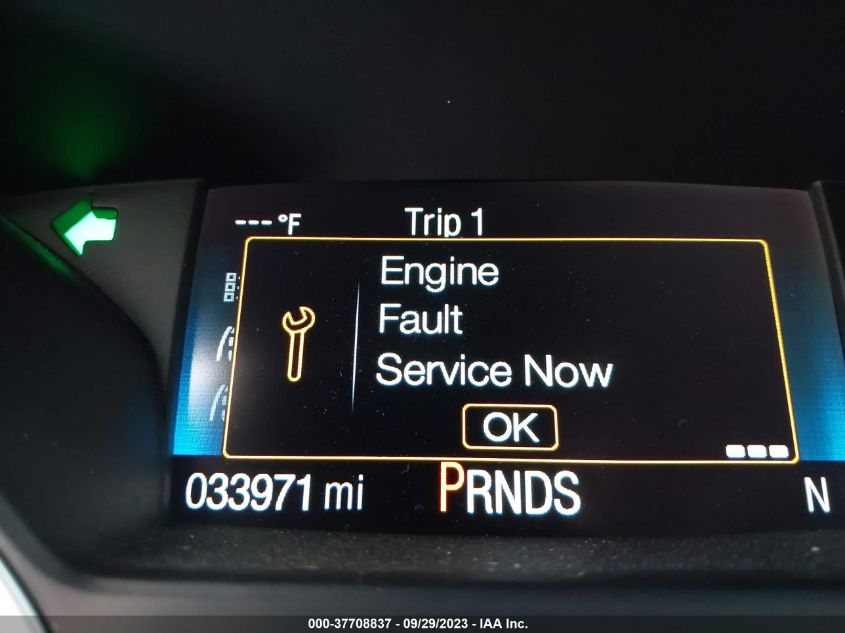 --- °F Trip 1
Engine
Fault
Service Now
OK
033971 mi PRNDS N
000-37708837 - 09/29/2023 - IAA Inc.